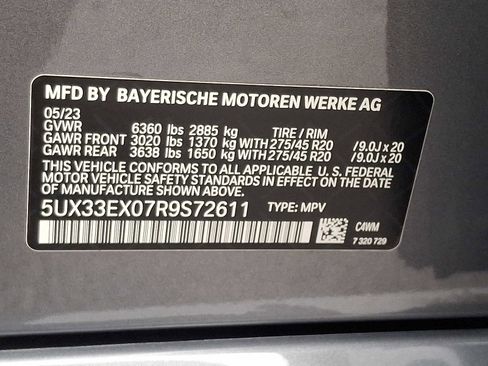 MFD BY BAYERISCHE MOTOREN WERKE AG
05/23
GVWR 6360 lbs 2885 kg TIRE / RIM
GAWR FRONT 3020 lbs 1370 kg WITH 275/45 R20 /9.0J x 20
GAWR REAR 3638 lbs 1650 kg WITH 275/45 R20 /9.0J x 20
THIS VEHICLE CONFORMS TO ALL APPLICABLE U.S. FEDERAL
MOTOR VEHICLE SAFETY STANDARDS IN EFFECT
ON THE DATE OF MANUFACTURE SHOWN ABOVE.
5UX33EX07R9S72611 TYPE: MPV
C4WM
7 320 729